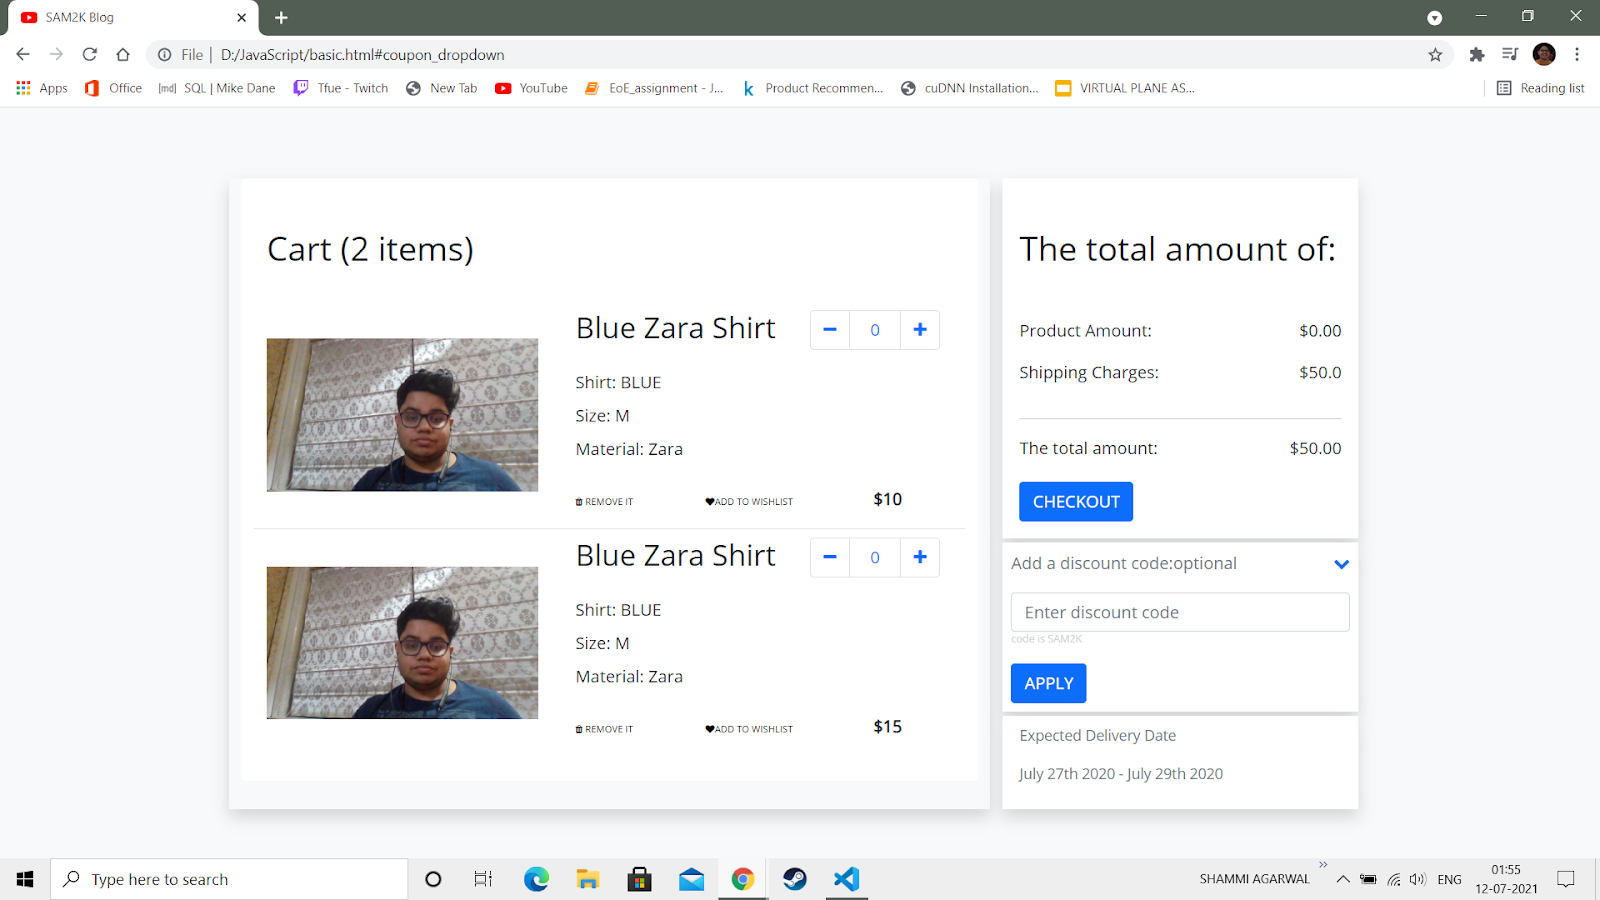 SAM2K Blog
File | D:/JavaScript/basic.html#coupon_dropdown
Apps Office [md] SQL | Mike Dane Tfue - Twitch New Tab YouTube EoE_assignment - J... Product Recommen... cuDNN Installation... VIRTUAL PLANE AS... Reading list
Cart (2 items)
Blue Zara Shirt
0
Shirt: BLUE
Size: M
Material: Zara
REMOVE IT ADD TO WISHLIST $10
Blue Zara Shirt
0
Shirt: BLUE
Size: M
Material: Zara
REMOVE IT ADD TO WISHLIST $15
The total amount of:
Product Amount: $0.00
Shipping Charges: $50.0
The total amount: $50.00
CHECKOUT
Add a discount code:optional
Enter discount code
code is SAM2K
APPLY
Expected Delivery Date
July 27th 2020 - July 29th 2020
Type here to search
SHAMMI AGARWAL
ENG
01:55
12-07-2021